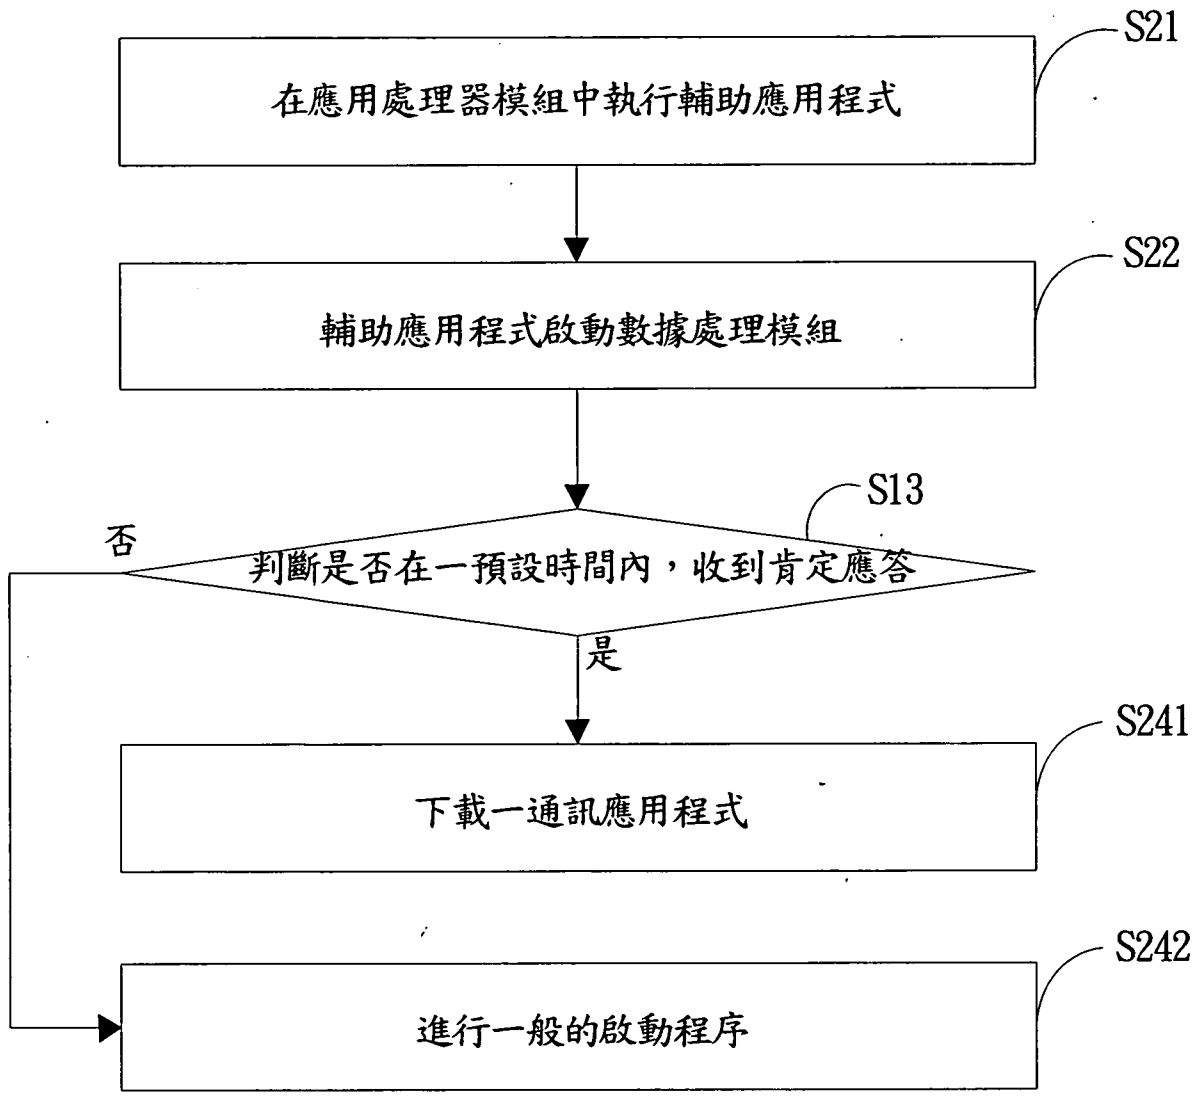 S21
在應用處理器模組中執行輔助應用程式
S22
輔助應用程式啟動數據處理模組
S13
否
判斷是否在一預設時間內，收到肯定應答
是
S241
下載一通訊應用程式
S242
進行一般的啟動程序